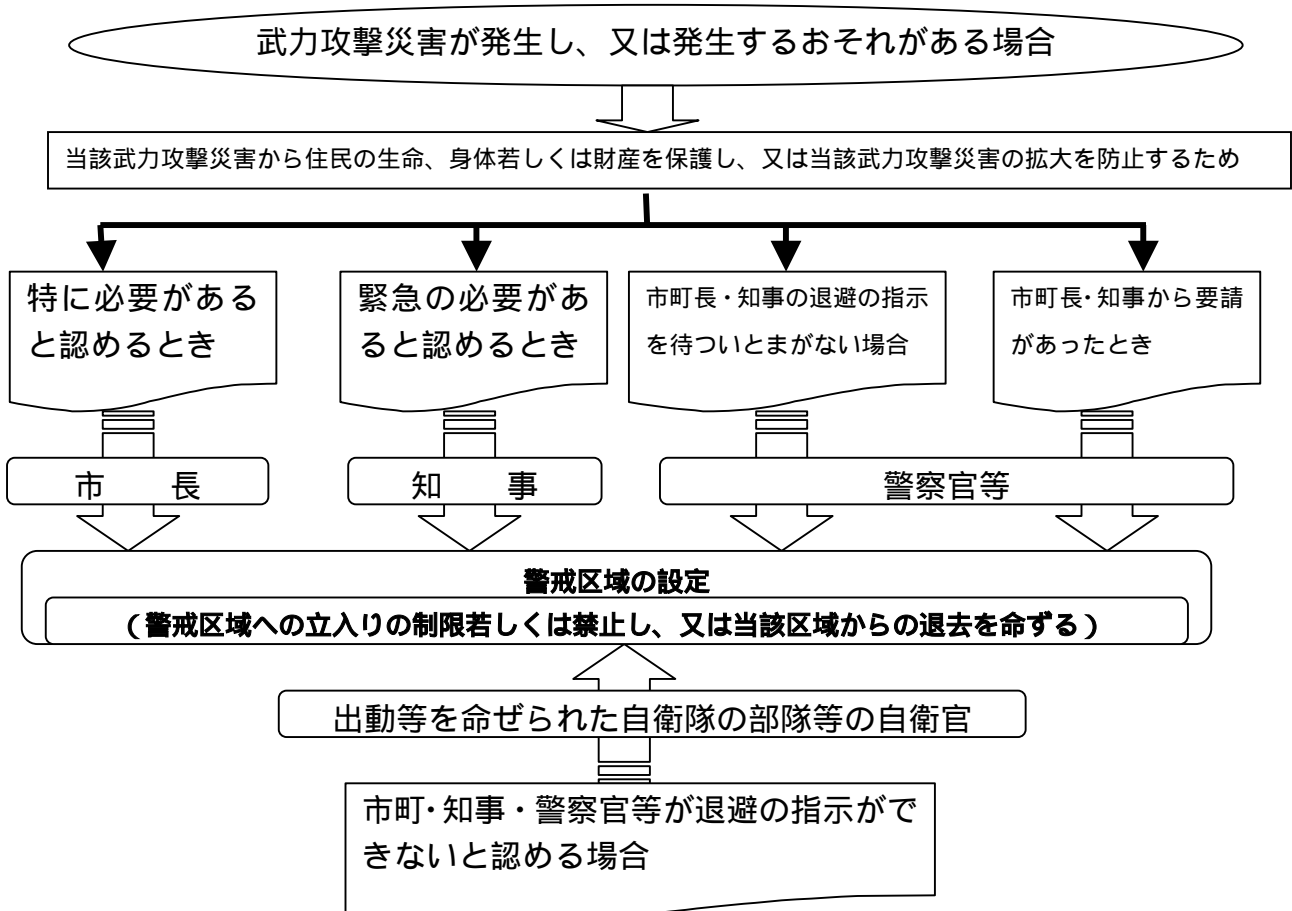 武力攻撃災害が発生し、又は発生するおそれがある場合
当該武力攻撃災害から住民の生命、身体若しくは財産を保護し、又は当該武力攻撃災害の拡大を防止するため
特に必要がある
と認めるとき
緊急の必要があ
ると認めるとき
市町長・知事の退避の指示
を待ついとまがない場合
市町長・知事から要請
があったとき
市　　長
知　　事
警察官等
警戒区域の設定
（警戒区域への立入りの制限若しくは禁止し、又は当該区域からの退去を命ずる）
出動等を命ぜられた自衛隊の部隊等の自衛官
市町・知事・警察官等が退避の指示がで
きないと認める場合